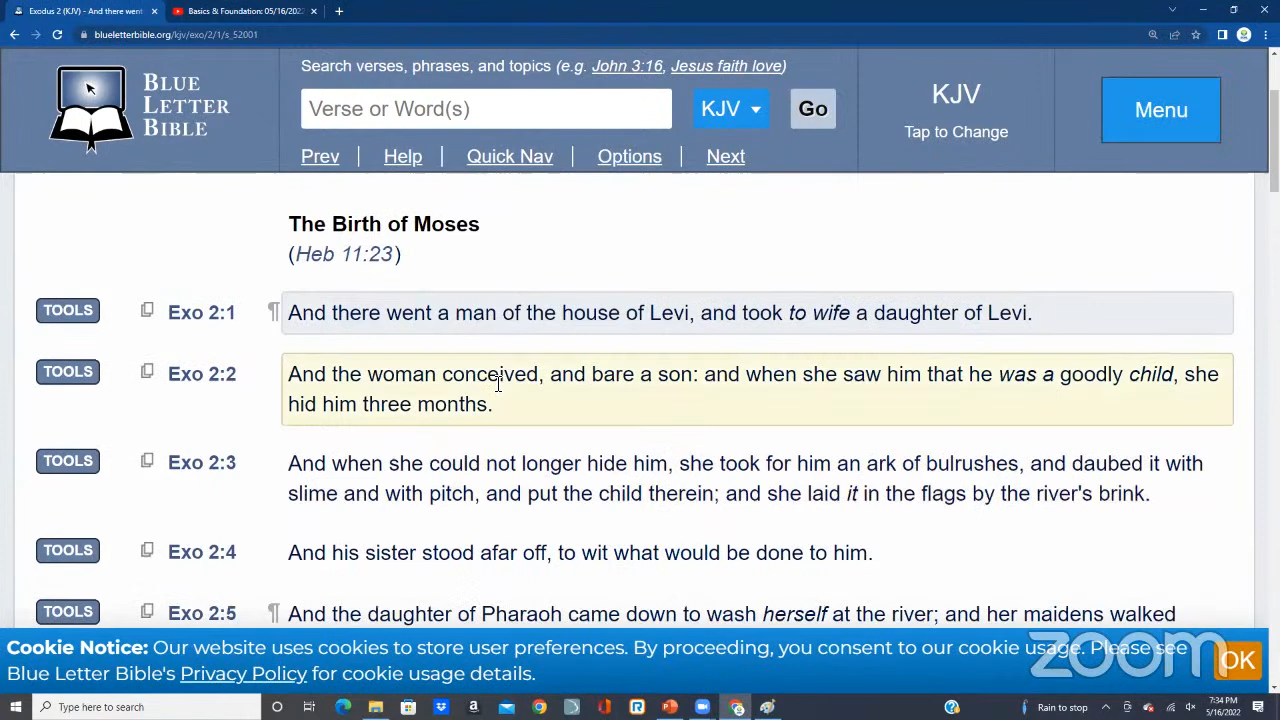 Exodus 2 (KJV) - And there went
Basics & Foundation: 05/16/2022
blueletterbible.org/kjv/exo/2/1/s_52001
BLUE
LETTER
BIBLE
Search verses, phrases, and topics (e.g. John 3:16, Jesus faith love)
Verse or Word(s)
KJV
Go
Prev | Help | Quick Nav | Options | Next
KJV
Tap to Change
Menu
The Birth of Moses
(Heb 11:23)
TOOLS Exo 2:1 ¶ And there went a man of the house of Levi, and took to wife a daughter of Levi.
TOOLS Exo 2:2 And the woman conceived, and bare a son: and when she saw him that he was a goodly child, she
hid him three months.
TOOLS Exo 2:3 And when she could not longer hide him, she took for him an ark of bulrushes, and daubed it with
slime and with pitch, and put the child therein; and she laid it in the flags by the river's brink.
TOOLS Exo 2:4 And his sister stood afar off, to wit what would be done to him.
TOOLS Exo 2:5 ¶ And the daughter of Pharaoh came down to wash herself at the river; and her maidens walked
Cookie Notice: Our website uses cookies to store user preferences. By proceeding, you consent to our cookie usage. Please see
Blue Letter Bible's Privacy Policy for cookie usage details.
OK
zoom
Type here to search
Rain to stop
7:34 PM
5/16/2022